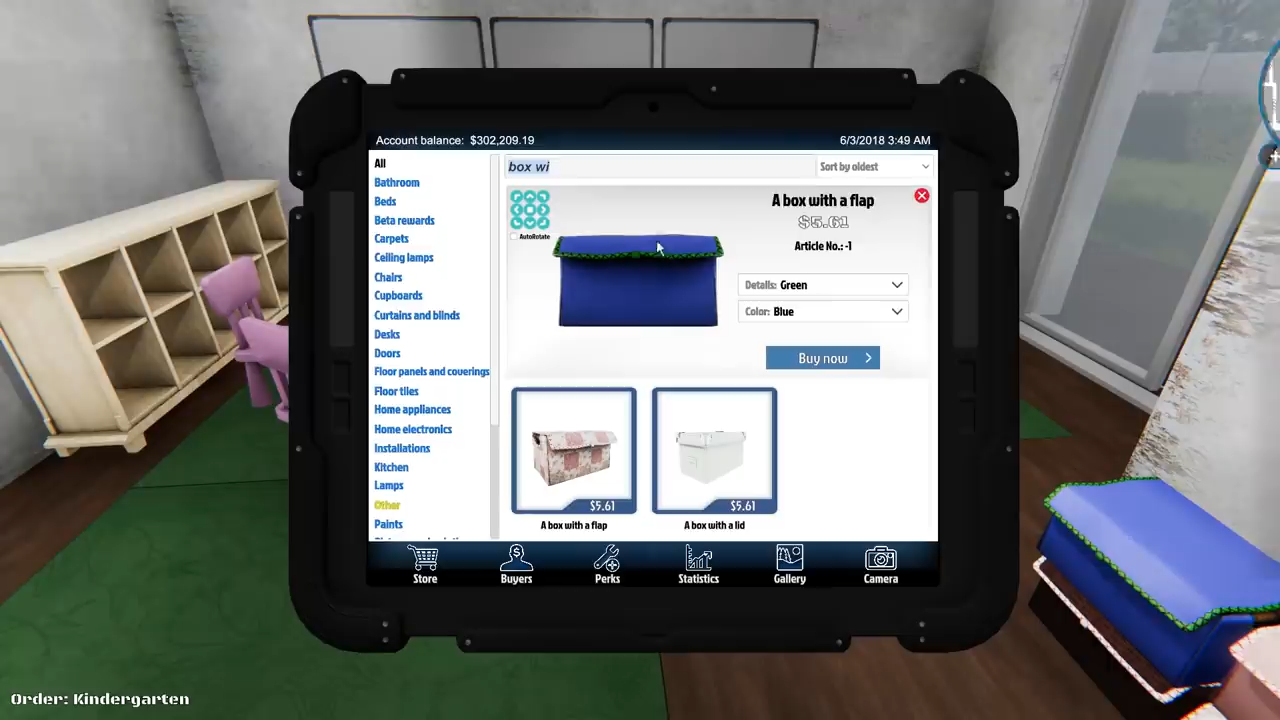 Account balance: $302,209.19
6/3/2018 3:49 AM
All
Bathroom
Beds
Beta rewards
Carpets
Ceiling lamps
Chairs
Cupboards
Curtains and blinds
Desks
Doors
Floor panels and coverings
Floor tiles
Home appliances
Home electronics
Installations
Kitchen
Lamps
Other
Paints
box wi
Sort by oldest
AutoRotate
A box with a flap
$5.61
Article No.: -1
Details: Green
Color: Blue
Buy now
$5.61
A box with a flap
$5.61
A box with a lid
Store
Buyers
Perks
Statistics
Gallery
Camera
Order: Kindergarten